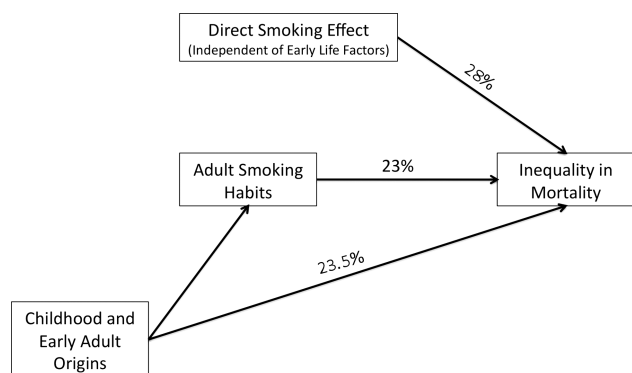 Direct Smoking Effect
(Independent of Early Life Factors)
28%
Adult Smoking
Habits
23%
Inequality in
Mortality
23.5%
Childhood and
Early Adult
Origins